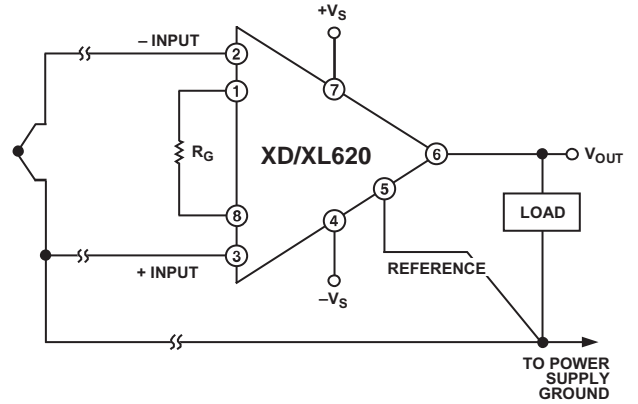 +VS
– INPUT
2
1
7
RG
XD/XL620
6
VOUT
5
8
4
LOAD
3
+ INPUT
REFERENCE
–VS
TO POWER
SUPPLY
GROUND